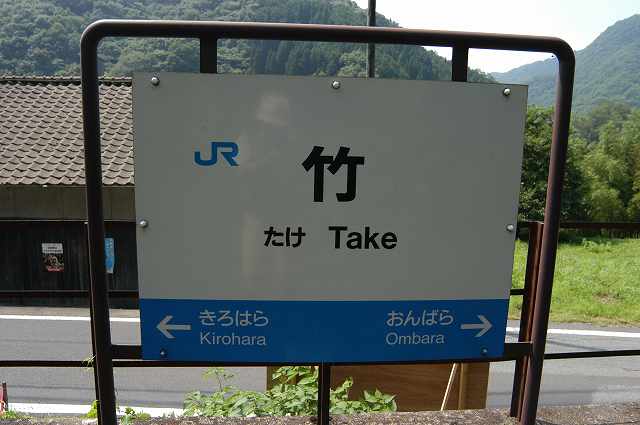 JR
竹
たけ Take
← きろはら おんばら →
Kirohara Ombara